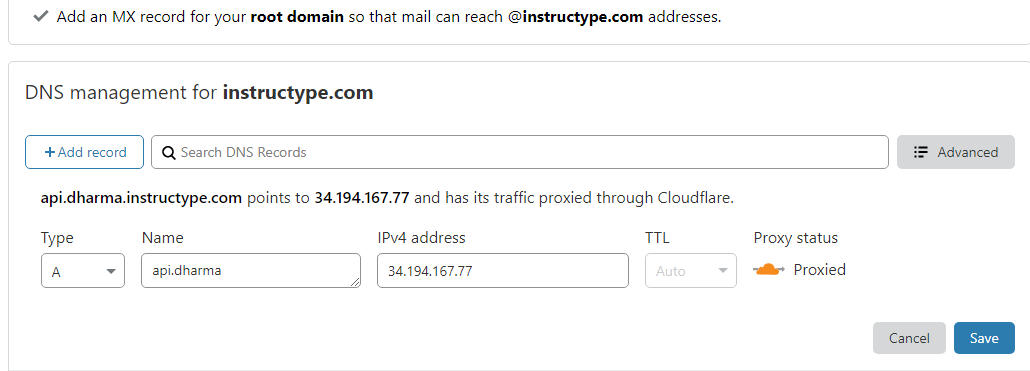 Add an MX record for your root domain so that mail can reach @instructype.com addresses.
DNS management for instructype.com
+Add record
Search DNS Records
Advanced
api.dharma.instructype.com points to 34.194.167.77 and has its traffic proxied through Cloudflare.
Type Name IPv4 address TTL Proxy status
A api.dharma 34.194.167.77 Auto Proxied
Cancel Save